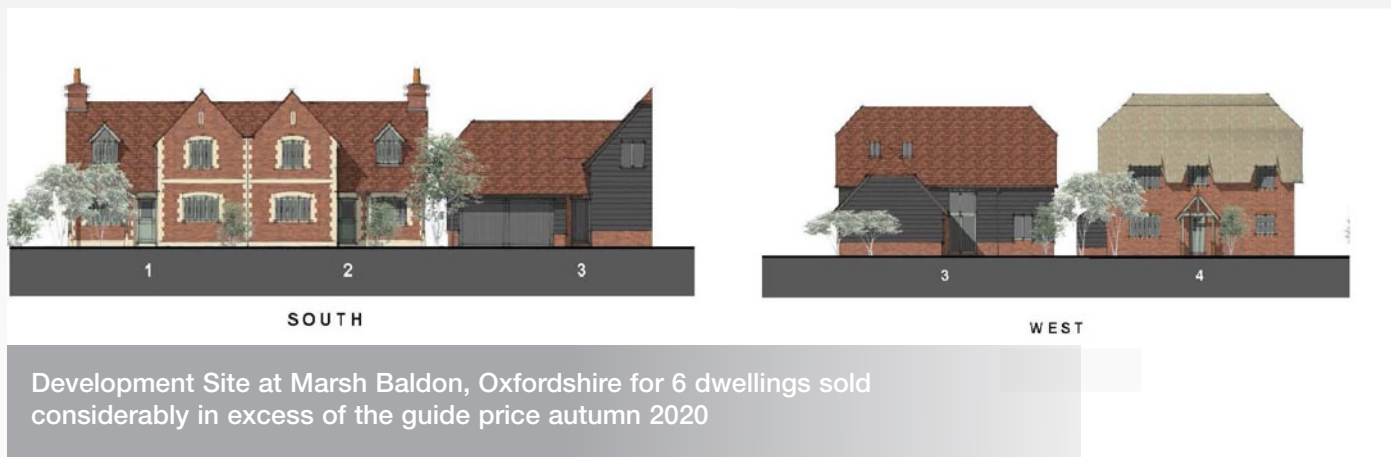 1 2 3
SOUTH
3 4
WEST
Development Site at Marsh Baldon, Oxfordshire for 6 dwellings sold
considerably in excess of the guide price autumn 2020